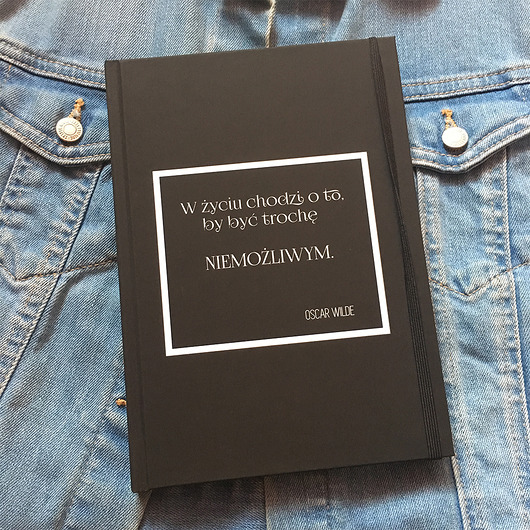 W życiu chodzi o to,
by być trochę
NIEMOŻLIWYM.
OSCAR WILDE